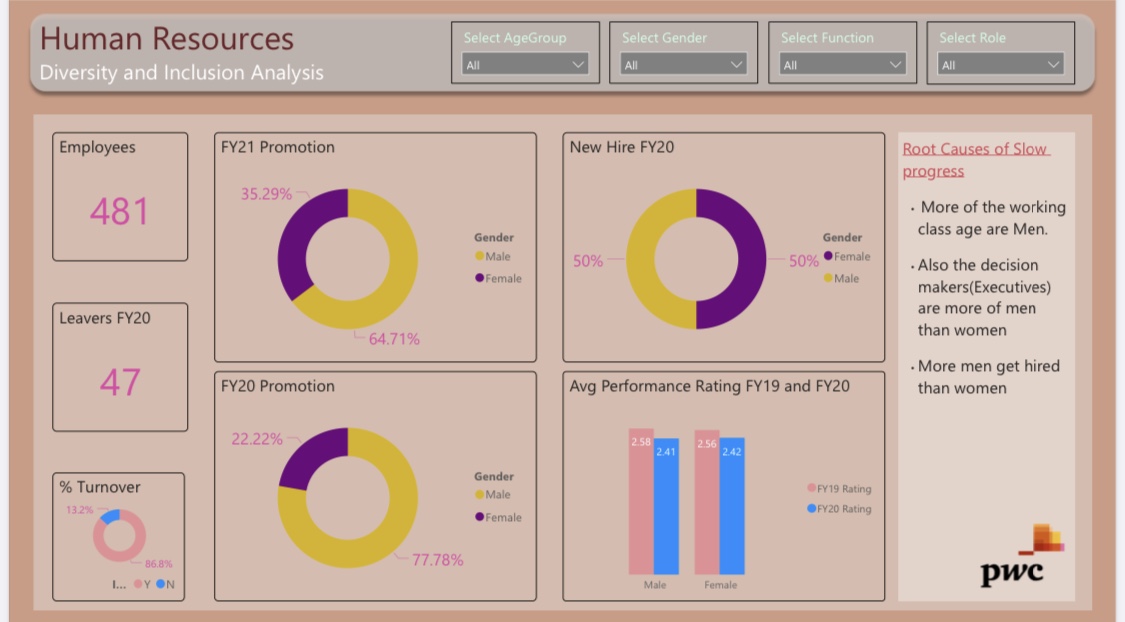 Human Resources
Diversity and Inclusion Analysis
Select AgeGroup
All
Select Gender
All
Select Function
All
Select Role
All
Employees
481
Leavers FY20
47
% Turnover
13.2%
86.8%
I... Y N
FY21 Promotion
35.29%
64.71%
Gender
Male
Female
FY20 Promotion
22.22%
77.78%
Gender
Male
Female
New Hire FY20
50%
50%
Gender
Female
Male
Avg Performance Rating FY19 and FY20
2.58
2.41
2.56
2.42
Male
Female
FY19 Rating
FY20 Rating
Root Causes of Slow
progress
• More of the working
class age are Men.
• Also the decision
makers(Executives)
are more of men
than women
• More men get hired
than women
pwc